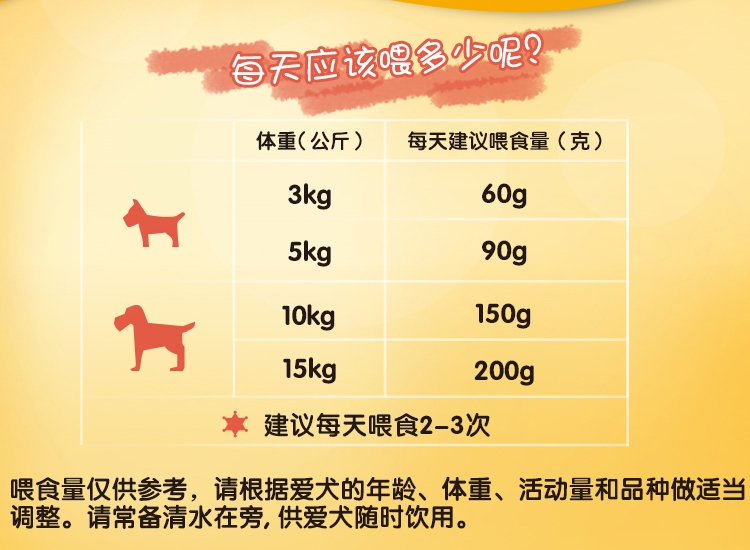 每天应该喂多少呢?
体重(公斤) 每天建议喂食量(克)
3kg 60g
5kg 90g
10kg 150g
15kg 200g
建议每天喂食2-3次
喂食量仅供参考，请根据爱犬的年龄、体重、活动量和品种做适当
调整。请常备清水在旁,供爱犬随时饮用。